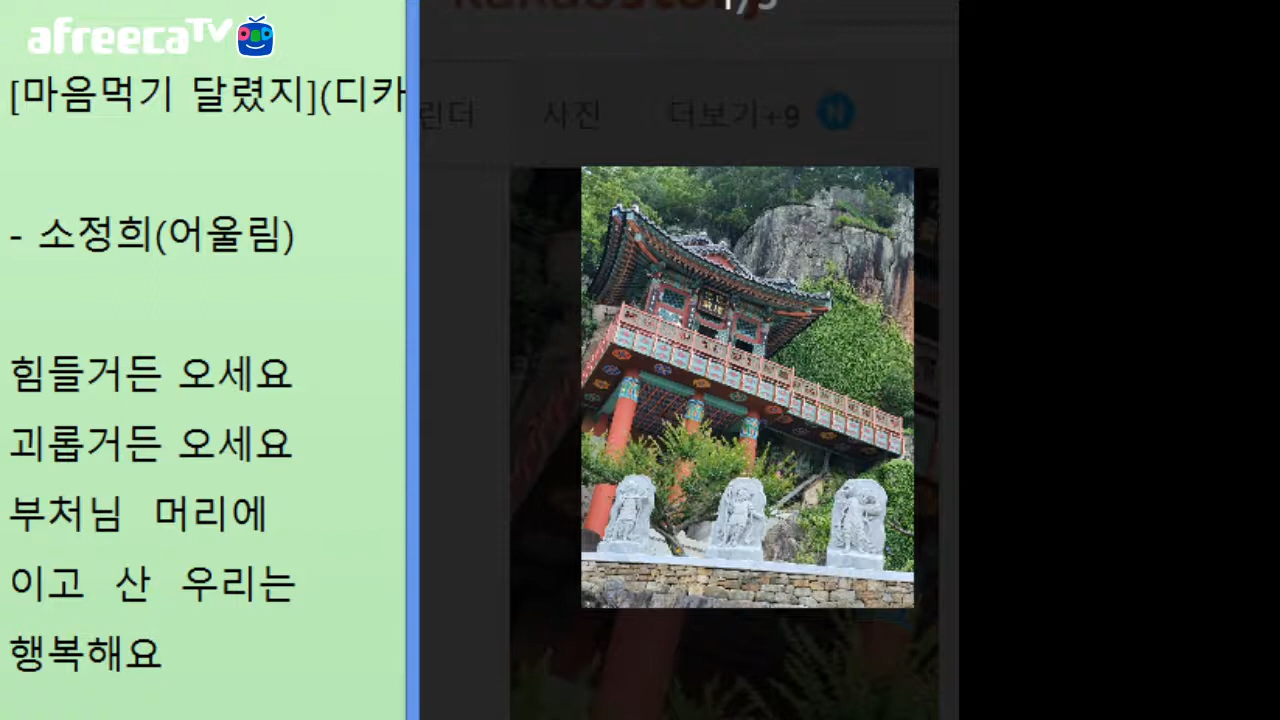 afreecaTV
[마음먹기 달렸지](디카
- 소정희(어울림)
힘들거든 오세요
괴롭거든 오세요
부처님 머리에
이고 산 우리는
행복해요
린더 사진 더보기+9 N